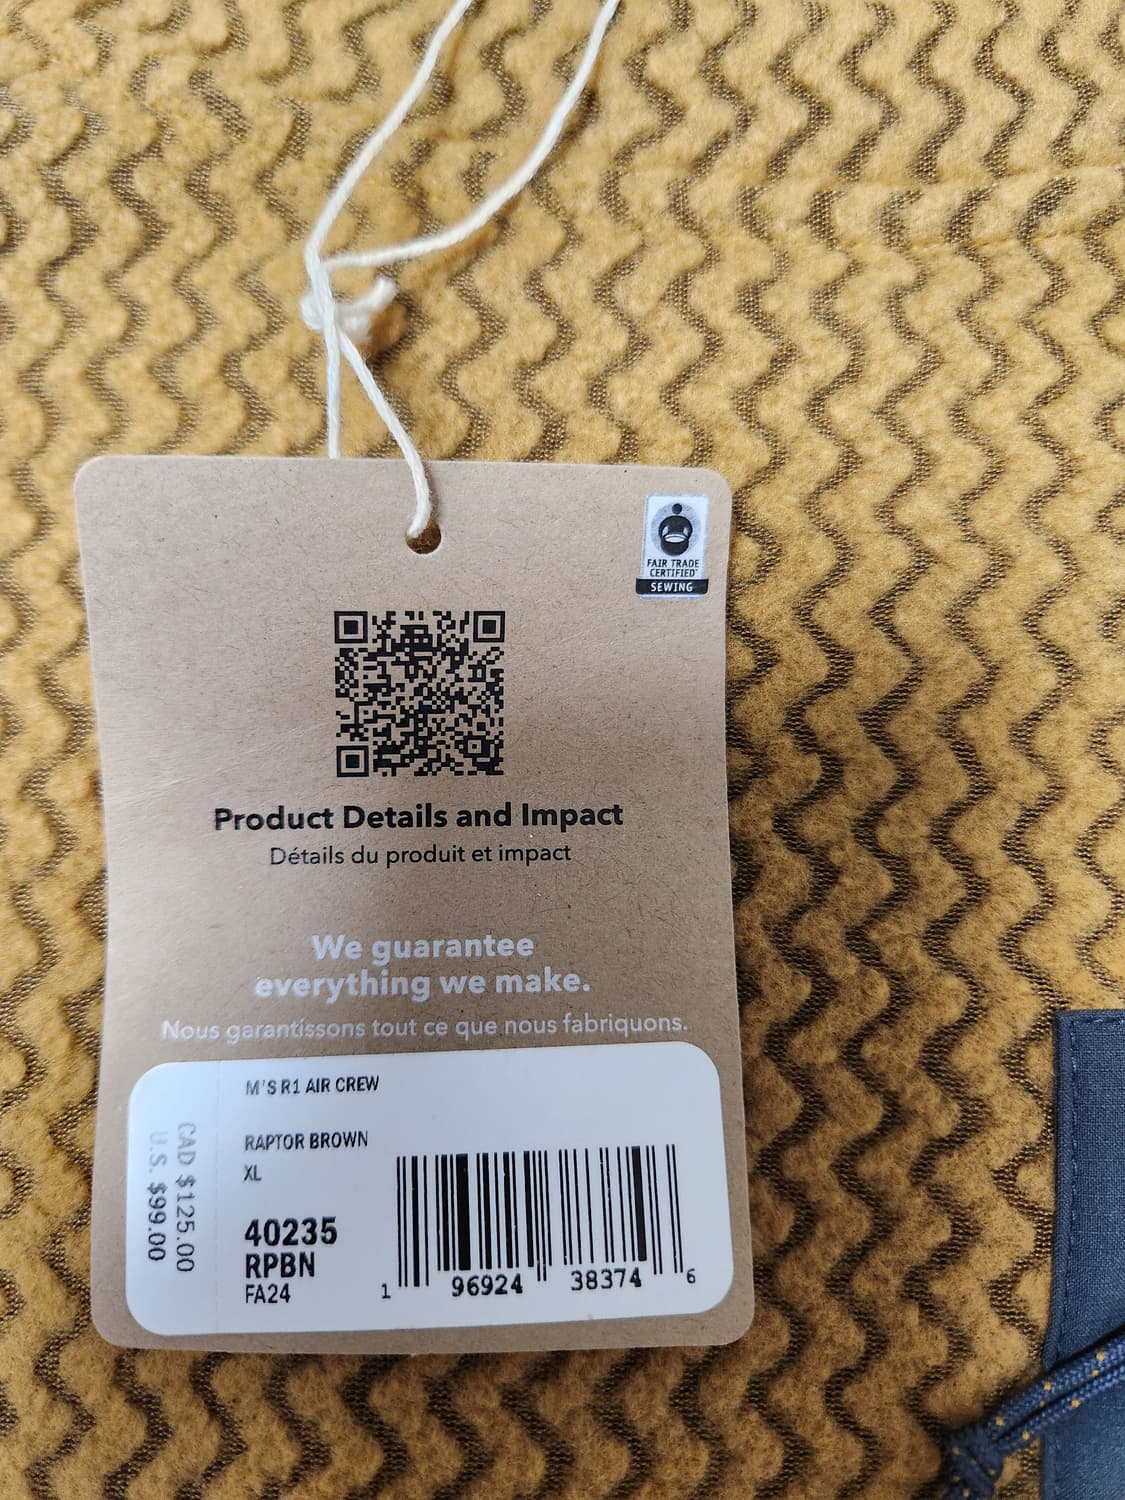 FAIR TRADE
CERTIFIED™
SEWING
Product Details and Impact
Détails du produit et impact
We guarantee
everything we make.
Nous garantissons tout ce que nous fabriquons.
M'S R1 AIR CREW
RAPTOR BROWN
XL
40235
RPBN
FA24
CAD $125.00
U.S. $99.00
1 96924 38374 6